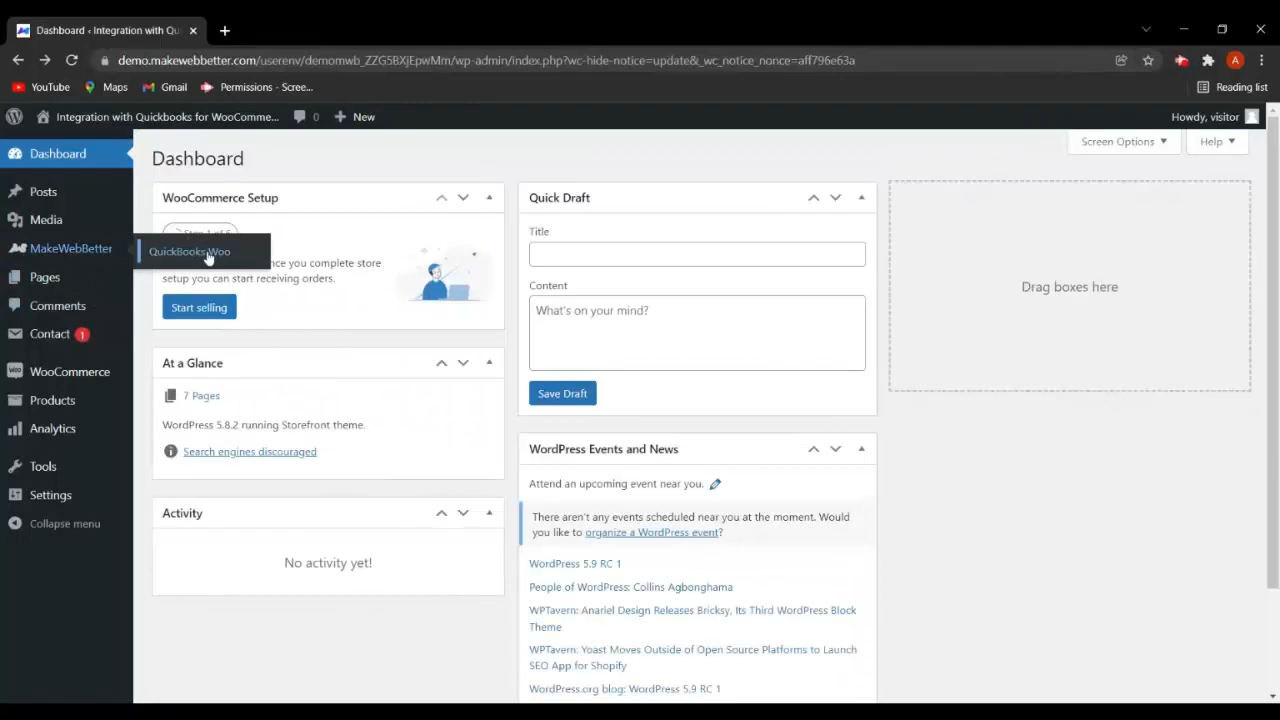 Dashboard ‹ Integration with Qu
demo.makewebbetter.com/userenv/demomwb_ZZG5BXjEpwMm/wp-admin/index.php?wc-hide-notice=update&_wc_notice_nonce=aff796e63a
A
YouTube
Maps
Gmail
Permissions - Scree...
Reading list
Integration with Quickbooks for WooComme...
0
New
Howdy, visitor
Dashboard
Posts
Media
MakeWebBetter
QuickBooks Woo
Pages
Comments
Contact 1
WooCommerce
Products
Analytics
Tools
Settings
Collapse menu
Screen Options
Help
Dashboard
WooCommerce Setup
Step 1 of 5
once you complete store
setup you can start receiving orders.
Start selling
At a Glance
7 Pages
WordPress 5.8.2 running Storefront theme.
Search engines discouraged
Activity
No activity yet!
Quick Draft
Title
Content
What's on your mind?
Save Draft
WordPress Events and News
Attend an upcoming event near you.
There aren't any events scheduled near you at the moment. Would
you like to organize a WordPress event?
WordPress 5.9 RC 1
People of WordPress: Collins Agbonghama
WPTavern: Anariel Design Releases Bricksy, Its Third WordPress Block
Theme
WPTavern: Yoast Moves Outside of Open Source Platforms to Launch
SEO App for Shopify
WordPress.org blog: WordPress 5.9 RC 1
Drag boxes here